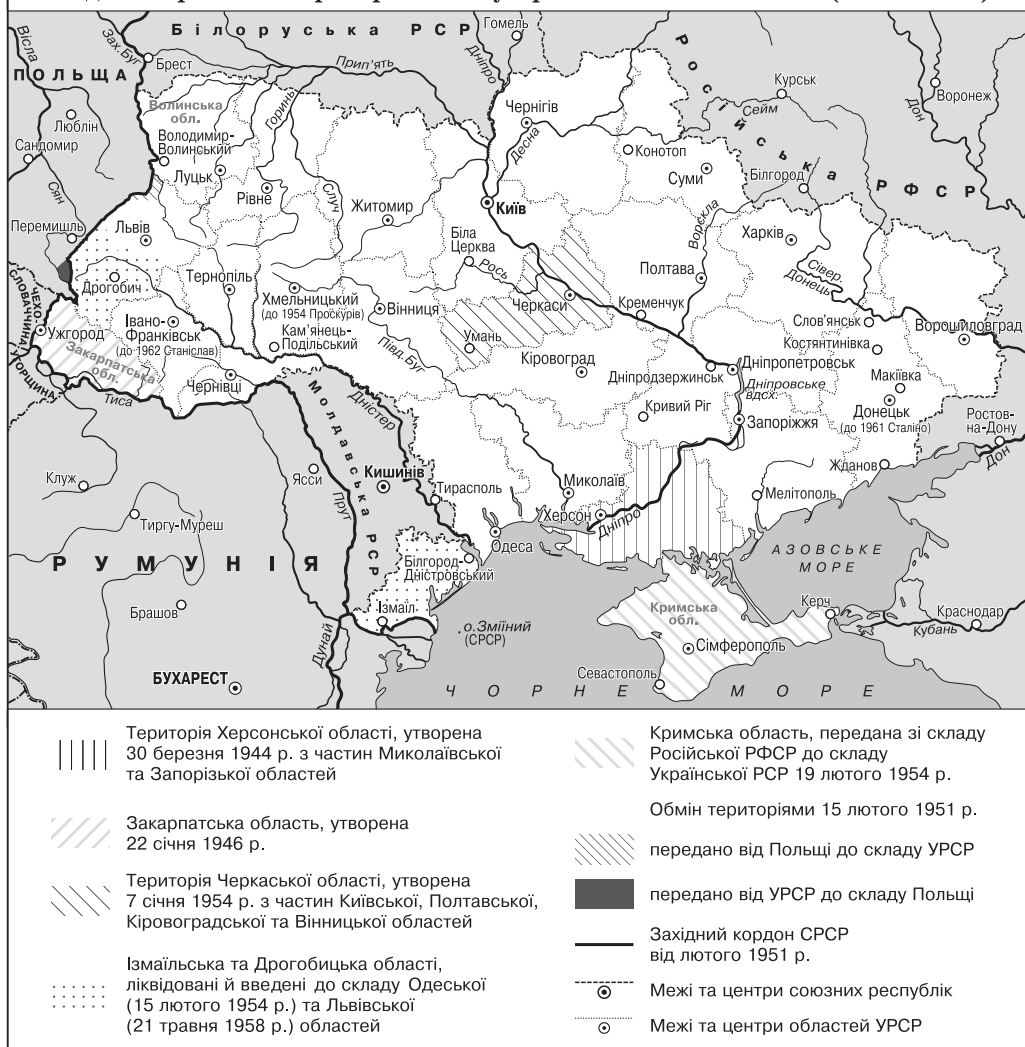 Білоруська РСР
Гомель
Вісла
Зах.Буг
Брест
Прип'ять
Дніпро
Російська РФСР
Курськ
Сейм
Дон
Воронеж
ПОЛЬЩА
Люблін
Волинська
обл.
Горинь
Чернігів
Десна
Сандомир
Володимир-
Волинський
Луцьк
Рівне
Случ
Конотоп
Суми
Білгород
Сян
Житомир
Київ
Ворскла
Перемишль
Львів
Біла
Церква
Рось
Харків
Полтава
Сівер.
Донець
Дрогобич
Тернопіль
Хмельницький
(до 1954 Проскурів)
Вінниця
Черкаси
Кременчук
ЧЕХО-
СЛОВАЧЧИНА
Ужгород
Івано-
Франківськ
(до 1962 Станіслав)
Кам'янець-
Подільський
Умань
Слов'янськ
Ворошиловград
Костянтинівка
УГОРЩИНА
Закарпатська
обл.
Півд.Буг
Кіровоград
Дніпропетровськ
Дніпродзержинськ
Дніпровське
вдсх.
Макіївка
Тиса
Чернівці
Дністер
Кривий Ріг
Запоріжжя
Донецьк
(до 1961 Сталіно)
Ростов-
на-Дону
Дон
Жданов
Молдавська РСР
Клуж
Ясси
Кишинів
Тирасполь
Миколаїв
Мелітополь
Тиргу-Муреш
Прут
Херсон
Дніпро
Одеса
РУМУНІЯ
Білгород-
Дністровський
АЗОВСЬКЕ
МОРЕ
Брашов
Ізмаїл
о.Зміїний
(СРСР)
Кримська
обл.
Керч
Краснодар
Кубань
Сімферополь
Дунай
БУХАРЕСТ
Севастополь
ЧОРНЕ МОРЕ
Територія Херсонської області, утворена
30 березня 1944 р. з частин Миколаївської
та Запорізької областей
Закарпатська область, утворена
22 січня 1946 р.
Територія Черкаської області, утворена
7 січня 1954 р. з частин Київської, Полтавської,
Кіровоградської та Вінницької областей
Ізмаїльська та Дрогобицька області,
ліквідовані й введені до складу Одеської
(15 лютого 1954 р.) та Львівської
(21 травня 1958 р.) областей
Кримська область, передана зі складу
Російської РФСР до складу
Української РСР 19 лютого 1954 р.
Обмін територіями 15 лютого 1951 р.
передано від Польщі до складу УРСР
передано від УРСР до складу Польщі
Західний кордон СРСР
від лютого 1951 р.
Межі та центри союзних республік
Межі та центри областей УРСР